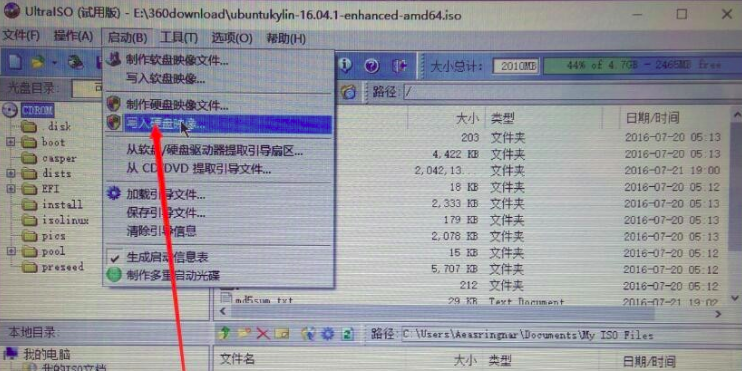 UltraISO (试用版) - E:\360download\ubuntukylin-16.04.1-enhanced-amd64.iso
文件(F) 操作(A) 启动(B) 工具(T) 选项(O) 帮助(H)
制作软盘映像文件...
写入软盘映像...
制作硬盘映像文件...
写入硬盘映像...
从软盘/硬盘驱动器提取引导扇区...
从 CD/DVD 提取引导文件...
加载引导文件...
保存引导文件...
清除引导信息
生成启动信息表
制作多重启动光碟
大小总计: 2010MB 44% of 4.7GB - 2465MB free
光盘目录: 路径: /
CDROM
.disk
boot
casper
dists
EFI
install
isolinux
pics
pool
preseed
大小 类型 日期/时间
203 文件夹 2016-07-20 05:13
4,422 KB 文件夹 2016-07-20 05:13
2,042,13... 文件夹 2016-07-21 19:00
18 KB 文件夹 2016-07-20 05:12
2,333 KB 文件夹 2016-07-20 05:13
179 KB 文件夹 2016-07-20 05:13
2,078 KB 文件夹 2016-07-20 05:13
15 KB 文件夹 2016-07-20 05:12
5,707 KB 文件夹 2016-07-20 05:12
212 文件夹 2016-07-20 05:13
md5sum.txt 29 KB Text Document 2016-07-21 19:02
本地目录: 路径: C:\Users\Aeasringnar\Documents\My ISO Files
我的电脑
我的ISO文档
文件名 大小 类型 日期/时间